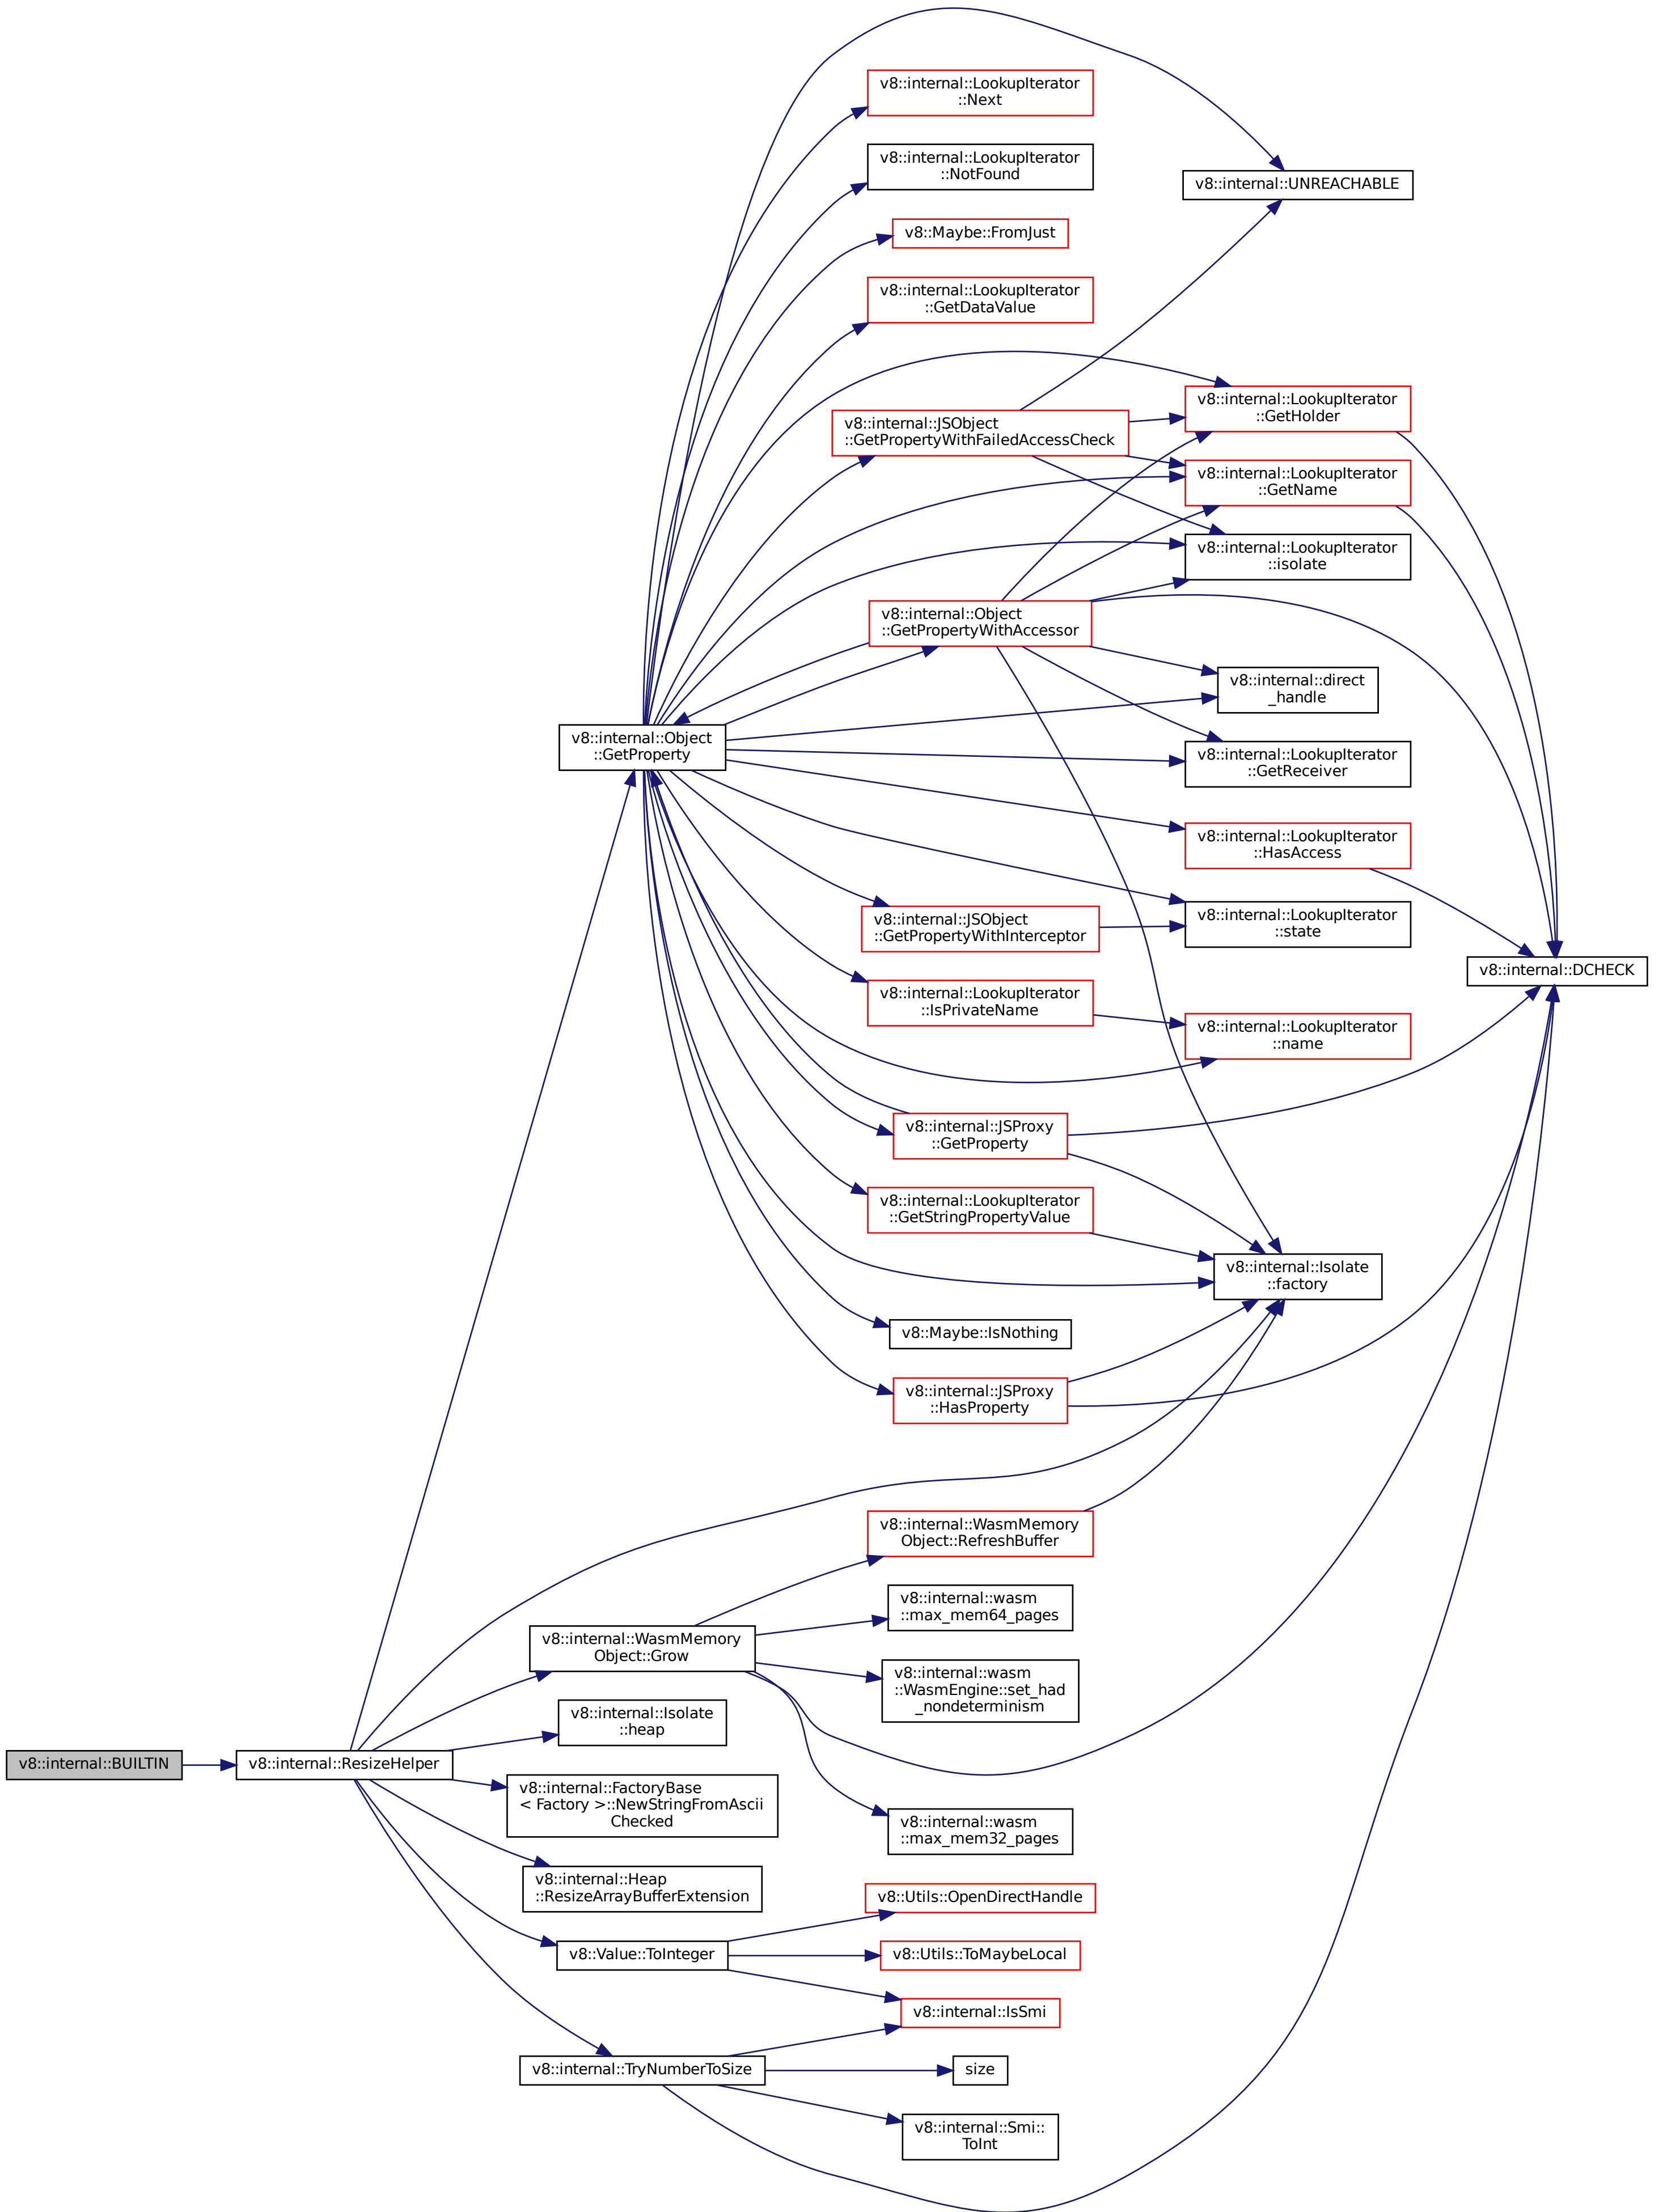 v8::internal::LookupIterator
::Next
v8::internal::LookupIterator
::NotFound
v8::internal::UNREACHABLE
v8::Maybe::FromJust
v8::internal::LookupIterator
::GetDataValue
v8::internal::LookupIterator
::GetHolder
v8::internal::JSObject
::GetPropertyWithFailedAccessCheck
v8::internal::LookupIterator
::GetName
v8::internal::LookupIterator
::isolate
v8::internal::Object
::GetPropertyWithAccessor
v8::internal::direct
_handle
v8::internal::Object
::GetProperty
v8::internal::LookupIterator
::GetReceiver
v8::internal::LookupIterator
::HasAccess
v8::internal::JSObject
::GetPropertyWithInterceptor
v8::internal::LookupIterator
::state
v8::internal::DCHECK
v8::internal::LookupIterator
::IsPrivateName
v8::internal::LookupIterator
::name
v8::internal::JSProxy
::GetProperty
v8::internal::LookupIterator
::GetStringPropertyValue
v8::internal::Isolate
::factory
v8::Maybe::IsNothing
v8::internal::JSProxy
::HasProperty
v8::internal::WasmMemory
Object::RefreshBuffer
v8::internal::wasm
::max_mem64_pages
v8::internal::WasmMemory
Object::Grow
v8::internal::wasm
::WasmEngine::set_had
_nondeterminism
v8::internal::Isolate
::heap
v8::internal::BUILTIN
v8::internal::ResizeHelper
v8::internal::FactoryBase
< Factory >::NewStringFromAscii
Checked
v8::internal::wasm
::max_mem32_pages
v8::internal::Heap
::ResizeArrayBufferExtension
v8::Utils::OpenDirectHandle
v8::Value::ToInteger
v8::Utils::ToMaybeLocal
v8::internal::IsSmi
v8::internal::TryNumberToSize
size
v8::internal::Smi::
ToInt